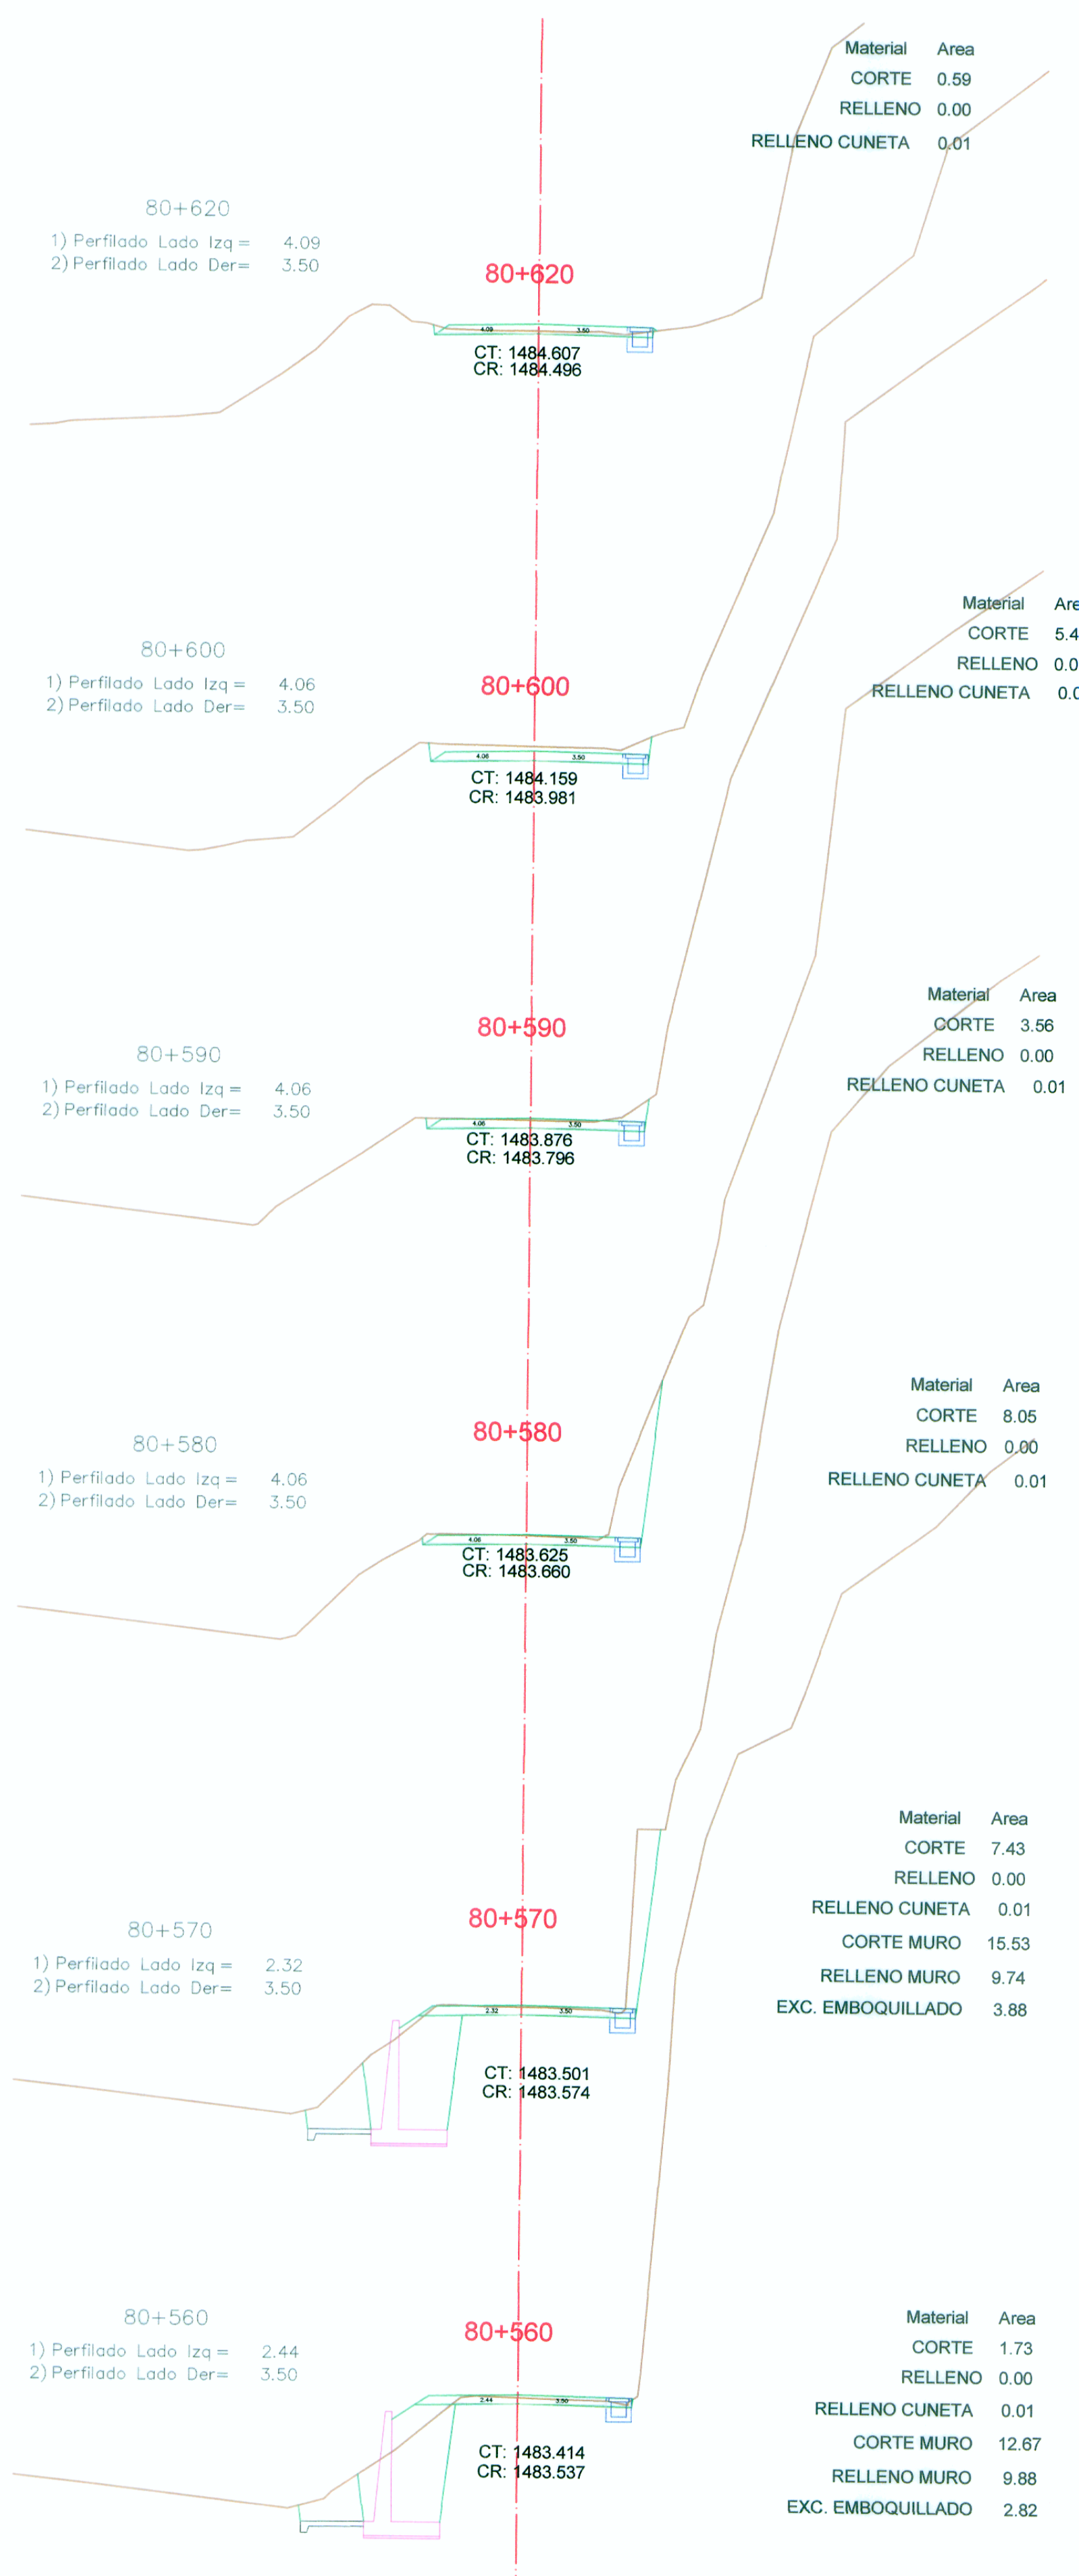 Material Area
CORTE 0.59
RELLENO 0.00
RELLENO CUNETA 0.01
80+620
1) Perfilado Lado Izq = 4.09
2) Perfilado Lado Der= 3.50
80+620
4.09 3.50
CT: 1484.607
CR: 1484.496
Material Are
CORTE 5.4
RELLENO 0.0
RELLENO CUNETA 0.0
80+600
1) Perfilado Lado Izq = 4.06
2) Perfilado Lado Der= 3.50
80+600
4.06 3.50
CT: 1484.159
CR: 1483.981
Material Area
CORTE 3.56
RELLENO 0.00
RELLENO CUNETA 0.01
80+590
1) Perfilado Lado Izq = 4.06
2) Perfilado Lado Der= 3.50
80+590
4.06 3.50
CT: 1483.876
CR: 1483.796
Material Area
CORTE 8.05
RELLENO 0.00
RELLENO CUNETA 0.01
80+580
1) Perfilado Lado Izq = 4.06
2) Perfilado Lado Der= 3.50
80+580
4.06 3.50
CT: 1483.625
CR: 1483.660
Material Area
CORTE 7.43
RELLENO 0.00
RELLENO CUNETA 0.01
CORTE MURO 15.53
RELLENO MURO 9.74
EXC. EMBOQUILLADO 3.88
80+570
1) Perfilado Lado Izq = 2.32
2) Perfilado Lado Der= 3.50
80+570
2.32 3.50
CT: 1483.501
CR: 1483.574
Material Area
CORTE 1.73
RELLENO 0.00
RELLENO CUNETA 0.01
CORTE MURO 12.67
RELLENO MURO 9.88
EXC. EMBOQUILLADO 2.82
80+560
1) Perfilado Lado Izq = 2.44
2) Perfilado Lado Der= 3.50
80+560
2.44 3.50
CT: 1483.414
CR: 1483.537